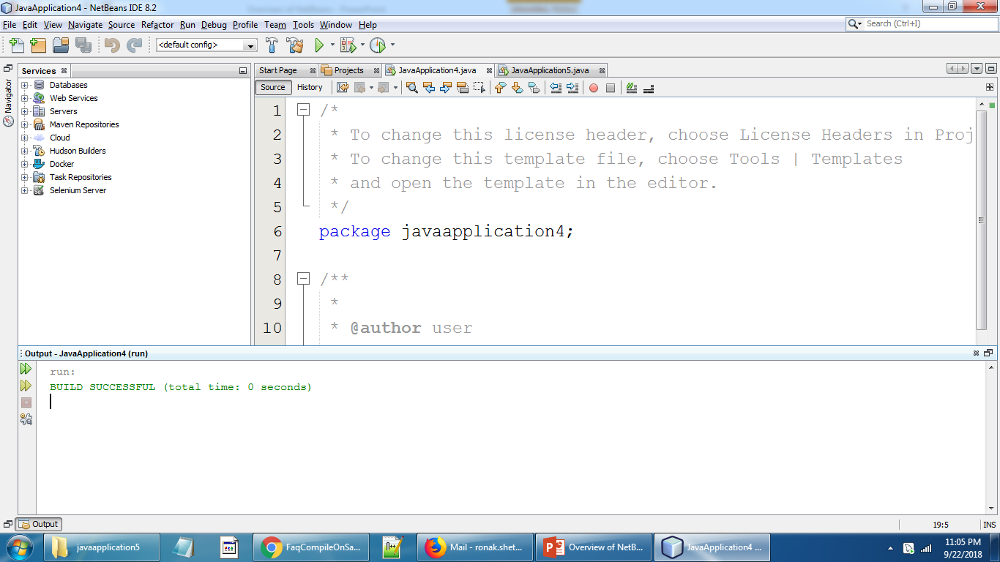 JavaApplication4 - NetBeans IDE 8.2
File Edit View Navigate Source Refactor Run Debug Profile Team Tools Window Help
Search (Ctrl+I)
<default config>
Services
Start Page Projects JavaApplication4.java JavaApplication5.java
Navigator
Source History
Databases
Web Services
Servers
Maven Repositories
Cloud
Hudson Builders
Docker
Task Repositories
Selenium Server
1 /*
2 * To change this license header, choose License Headers in Proj
3 * To change this template file, choose Tools | Templates
4 * and open the template in the editor.
5 */
6 package javaapplication4;
7
8 /**
9 *
10 * @author user
Output - JavaApplication4 (run)
run:
BUILD SUCCESSFUL (total time: 0 seconds)
Output
19:5 INS
javaapplication5
FaqCompileOnSa...
Mail - ronak.shet...
Overview of NetB...
JavaApplication4 ...
11:05 PM
9/22/2018